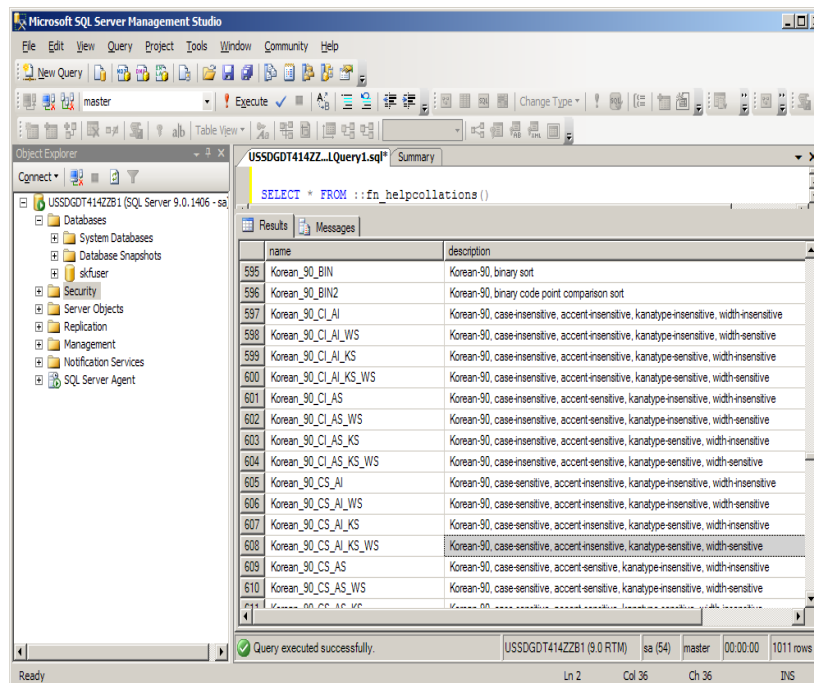 Microsoft SQL Server Management Studio
File Edit View Query Project Tools Window Community Help
New Query
master Execute Change Type
ab Table View
Object Explorer
Connect
USSDGDT414ZZB1 (SQL Server 9.0.1406 - sa
Databases
System Databases
Database Snapshots
skfuser
Security
Server Objects
Replication
Management
Notification Services
SQL Server Agent
USSDGDT414ZZ...LQuery1.sql* Summary
SELECT * FROM ::fn_helpcollations()
Results Messages
name description
595 Korean_90_BIN Korean-90, binary sort
596 Korean_90_BIN2 Korean-90, binary code point comparison sort
597 Korean_90_CI_AI Korean-90, case-insensitive, accent-insensitive, kanatype-insensitive, width-insensitive
598 Korean_90_CI_AI_WS Korean-90, case-insensitive, accent-insensitive, kanatype-insensitive, width-sensitive
599 Korean_90_CI_AI_KS Korean-90, case-insensitive, accent-insensitive, kanatype-sensitive, width-insensitive
600 Korean_90_CI_AI_KS_WS Korean-90, case-insensitive, accent-insensitive, kanatype-sensitive, width-sensitive
601 Korean_90_CI_AS Korean-90, case-insensitive, accent-sensitive, kanatype-insensitive, width-insensitive
602 Korean_90_CI_AS_WS Korean-90, case-insensitive, accent-sensitive, kanatype-insensitive, width-sensitive
603 Korean_90_CI_AS_KS Korean-90, case-insensitive, accent-sensitive, kanatype-sensitive, width-insensitive
604 Korean_90_CI_AS_KS_WS Korean-90, case-insensitive, accent-sensitive, kanatype-sensitive, width-sensitive
605 Korean_90_CS_AI Korean-90, case-sensitive, accent-insensitive, kanatype-insensitive, width-insensitive
606 Korean_90_CS_AI_WS Korean-90, case-sensitive, accent-insensitive, kanatype-insensitive, width-sensitive
607 Korean_90_CS_AI_KS Korean-90, case-sensitive, accent-insensitive, kanatype-sensitive, width-insensitive
608 Korean_90_CS_AI_KS_WS Korean-90, case-sensitive, accent-insensitive, kanatype-sensitive, width-sensitive
609 Korean_90_CS_AS Korean-90, case-sensitive, accent-sensitive, kanatype-insensitive, width-insensitive
610 Korean_90_CS_AS_WS Korean-90, case-sensitive, accent-sensitive, kanatype-insensitive, width-sensitive
Query executed successfully. USSDGDT414ZZB1 (9.0 RTM) sa (54) master 00:00:00 1011 rows
Ready Ln 2 Col 36 Ch 36 INS